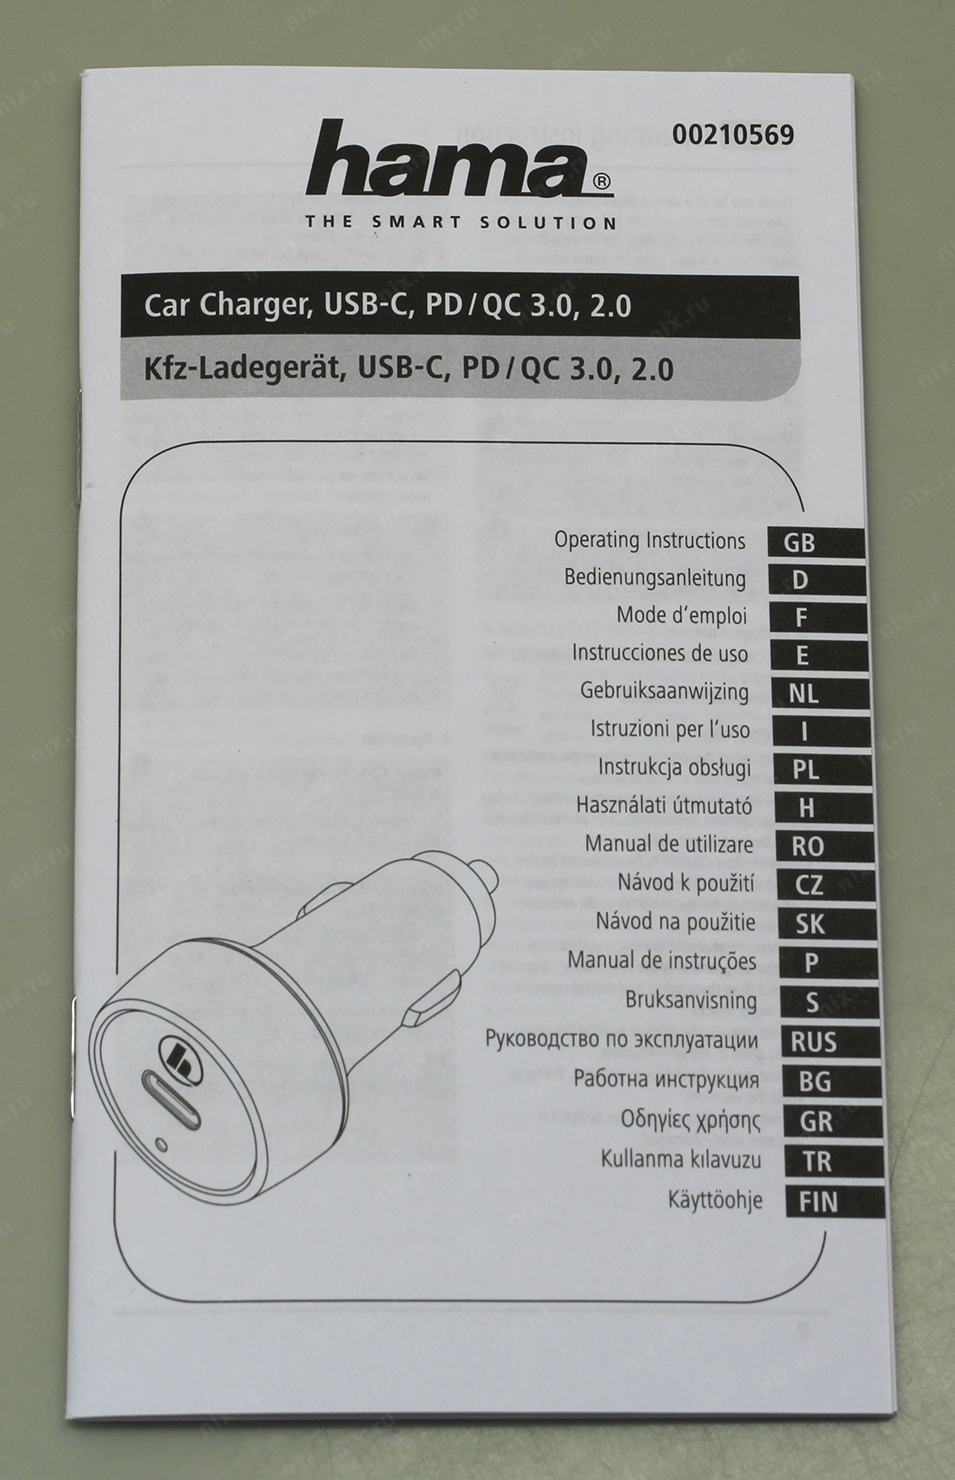 00210569
hama®
THE SMART SOLUTION
Car Charger, USB-C, PD/QC 3.0, 2.0
Kfz-Ladegerät, USB-C, PD/QC 3.0, 2.0
Operating Instructions GB
Bedienungsanleitung D
Mode d'emploi F
Instrucciones de uso E
Gebruiksaanwijzing NL
Istruzioni per l'uso I
Instrukcja obsługi PL
Használati útmutató H
Manual de utilizare RO
Návod k použití CZ
Návod na použitie SK
Manual de instruções P
Bruksanvisning S
Руководство по эксплуатации RUS
Работна инструкция BG
Οδηγίες χρήσης GR
Kullanma kılavuzu TR
Käyttöohje FIN
h
nix.ru